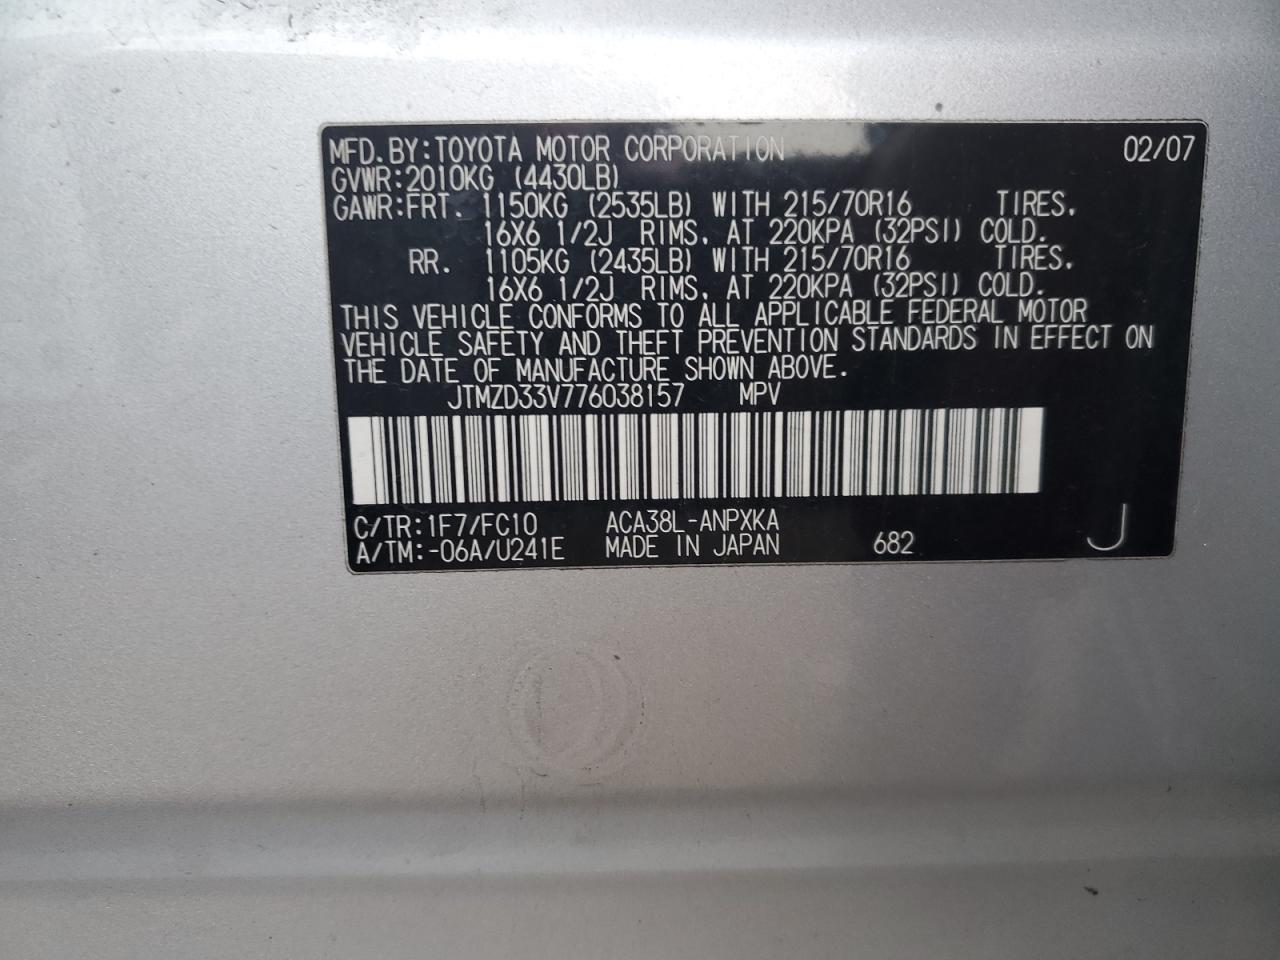 MFD. BY: TOYOTA MOTOR CORPORATION 02/07
GVWR: 2010KG (4430LB)
GAWR: FRT. 1150KG (2535LB) WITH 215/70R16 TIRES,
16X6 1/2J RIMS, AT 220KPA (32PSI) COLD.
RR. 1105KG (2435LB) WITH 215/70R16 TIRES,
16X6 1/2J RIMS, AT 220KPA (32PSI) COLD.
THIS VEHICLE CONFORMS TO ALL APPLICABLE FEDERAL MOTOR
VEHICLE SAFETY AND THEFT PREVENTION STANDARDS IN EFFECT ON
THE DATE OF MANUFACTURE SHOWN ABOVE.
JTMZD33V776038157 MPV
C/TR: 1F7/FC10 ACA38L-ANPXKA
A/TM: -06A/U241E MADE IN JAPAN 682 J